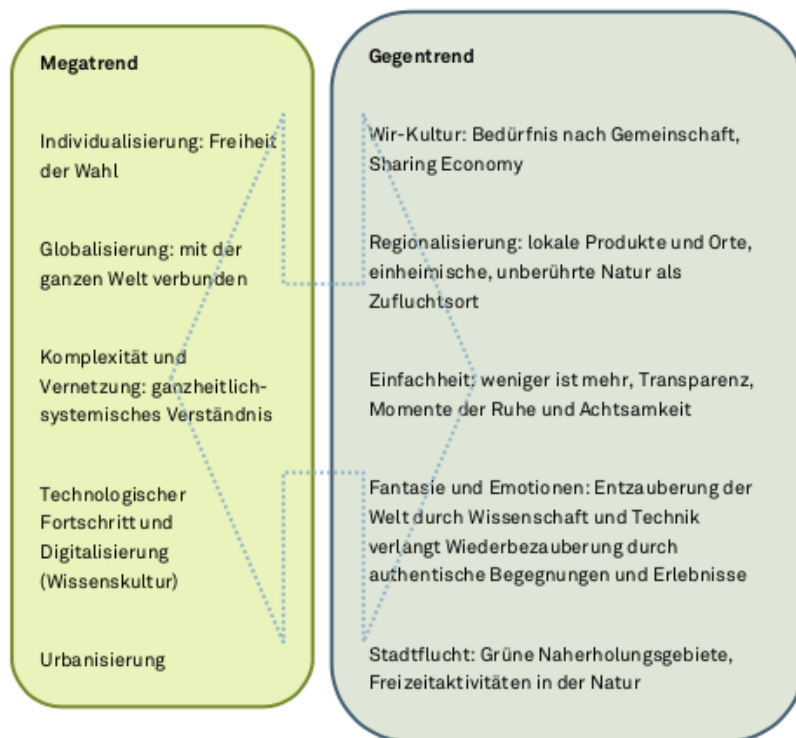 Megatrend
Individualisierung: Freiheit
der Wahl
Globalisierung: mit der
ganzen Welt verbunden
Komplexität und
Vernetzung: ganzheitlich-
systemisches Verständnis
Technologischer
Fortschritt und
Digitalisierung
(Wissenskultur)
Urbanisierung
Gegentrend
Wir-Kultur: Bedürfnis nach Gemeinschaft,
Sharing Economy
Regionalisierung: lokale Produkte und Orte,
einheimische, unberührte Natur als
Zufluchtsort
Einfachheit: weniger ist mehr, Transparenz,
Momente der Ruhe und Achtsamkeit
Fantasie und Emotionen: Entzauberung der
Welt durch Wissenschaft und Technik
verlangt Wiederbezauberung durch
authentische Begegnungen und Erlebnisse
Stadtflucht: Grüne Naherholungsgebiete,
Freizeitaktivitäten in der Natur